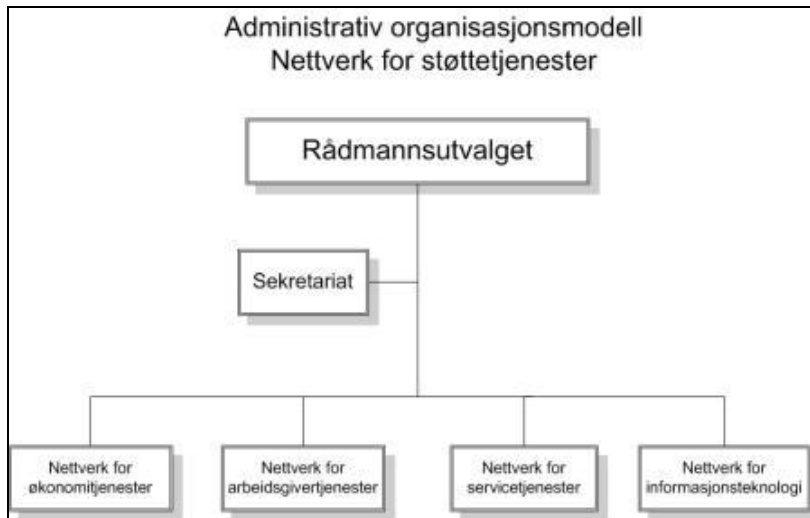 Administrativ organisasjonsmodell
Nettverk for støttetjenester
Rådmannsutvalget
Sekretariat
Nettverk for
økonomitjenester
Nettverk for
arbeidsgivertjenester
Nettverk for
servicetjenester
Nettverk for
informasjonsteknologi